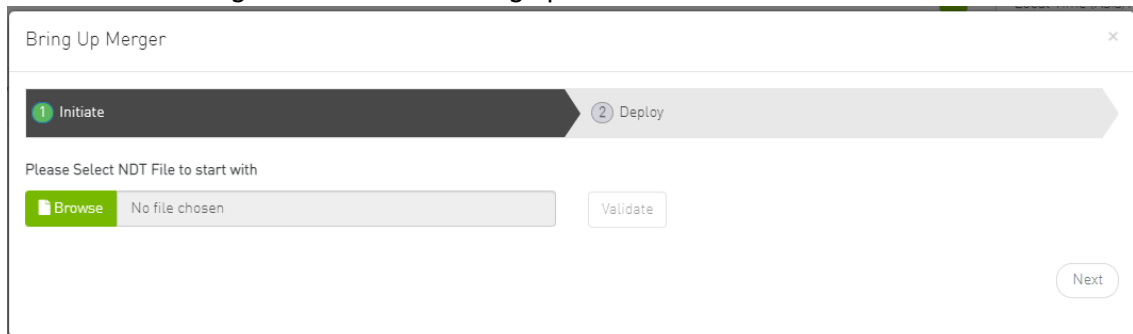 Bring Up Merger ×
1 Initiate 2 Deploy
Please Select NDT File to start with
Browse No file chosen Validate
Next